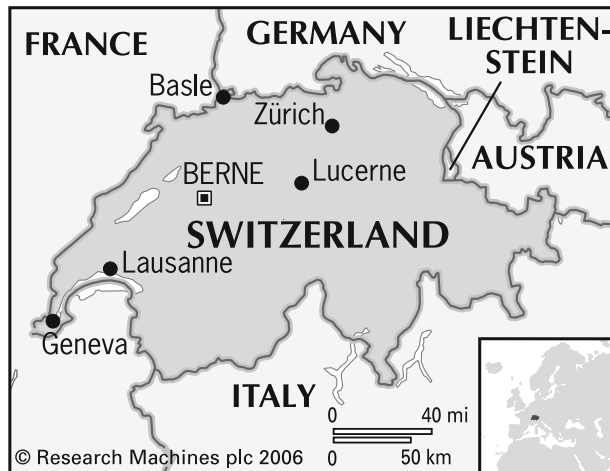 FRANCE
GERMANY
LIECHTEN-
STEIN
Basle
Zürich
AUSTRIA
BERNE
Lucerne
SWITZERLAND
Lausanne
Geneva
ITALY
0 40 mi
0 50 km
© Research Machines plc 2006